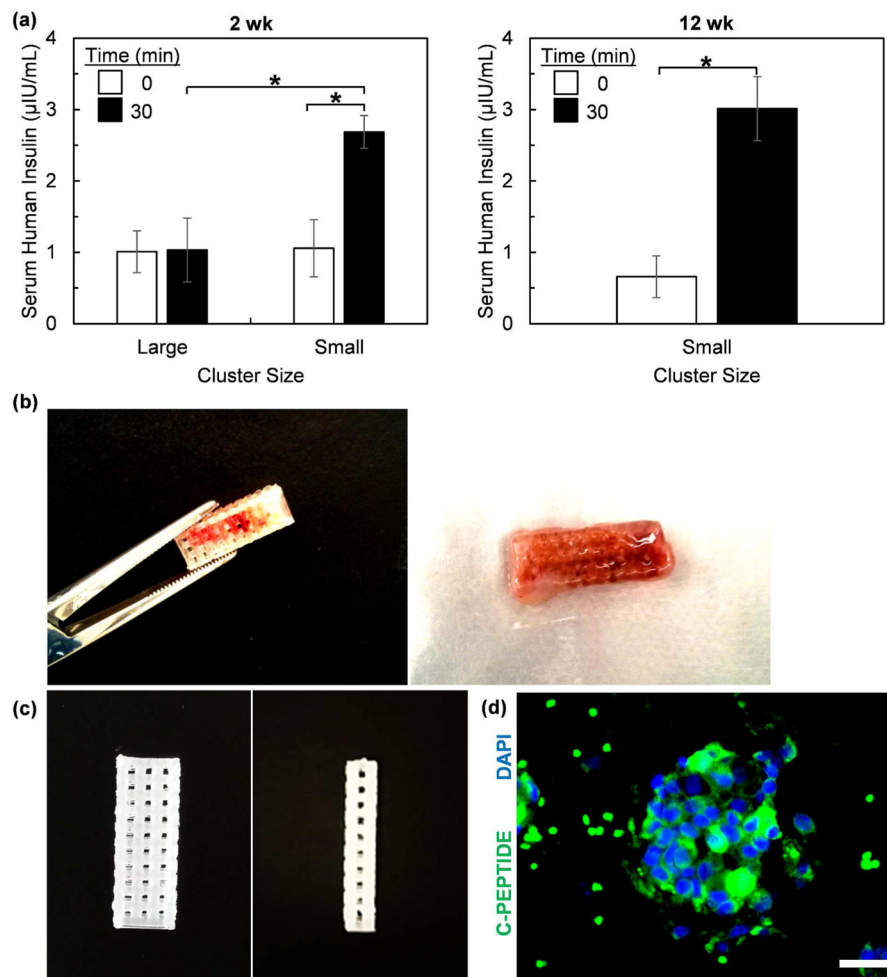 (a)
2 wk
Serum Human Insulin (µIU/mL)
4
3
2
1
0
Time (min)
0
30
*
*
Large
Small
Cluster Size
12 wk
Serum Human Insulin (µIU/mL)
4
3
2
1
0
Time (min)
0
30
*
Small
Cluster Size
(b)
(c)
(d)
C-PEPTIDE DAPI